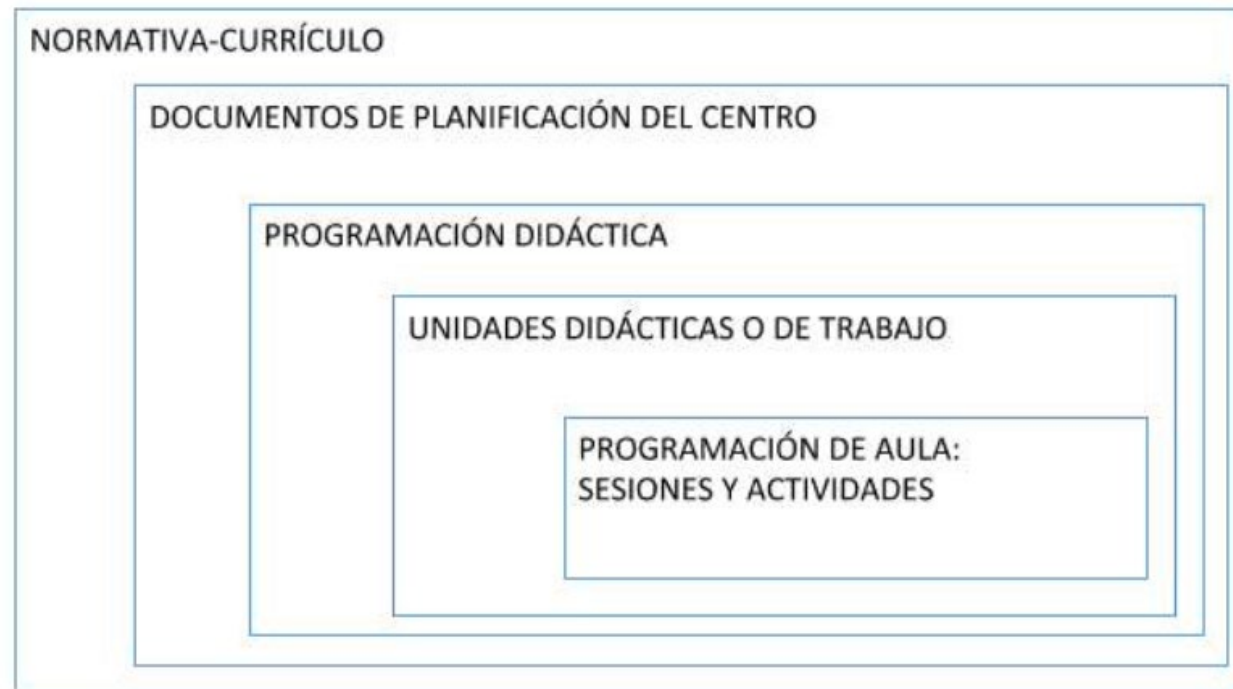 NORMATIVA-CURRÍCULO
DOCUMENTOS DE PLANIFICACIÓN DEL CENTRO
PROGRAMACIÓN DIDÁCTICA
UNIDADES DIDÁCTICAS O DE TRABAJO
PROGRAMACIÓN DE AULA:
SESIONES Y ACTIVIDADES